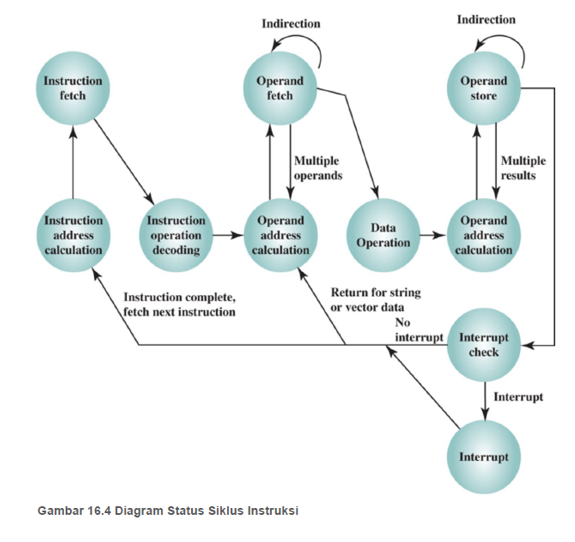 Indirection
Indirection
Instruction
fetch
Operand
fetch
Operand
store
Multiple
operands
Multiple
results
Instruction
address
calculation
Instruction
operation
decoding
Operand
address
calculation
Data
Operation
Operand
address
calculation
Instruction complete,
fetch next instruction
Return for string
or vector data
No
interrupt
Interrupt
check
Interrupt
Interrupt
Gambar 16.4 Diagram Status Siklus Instruksi